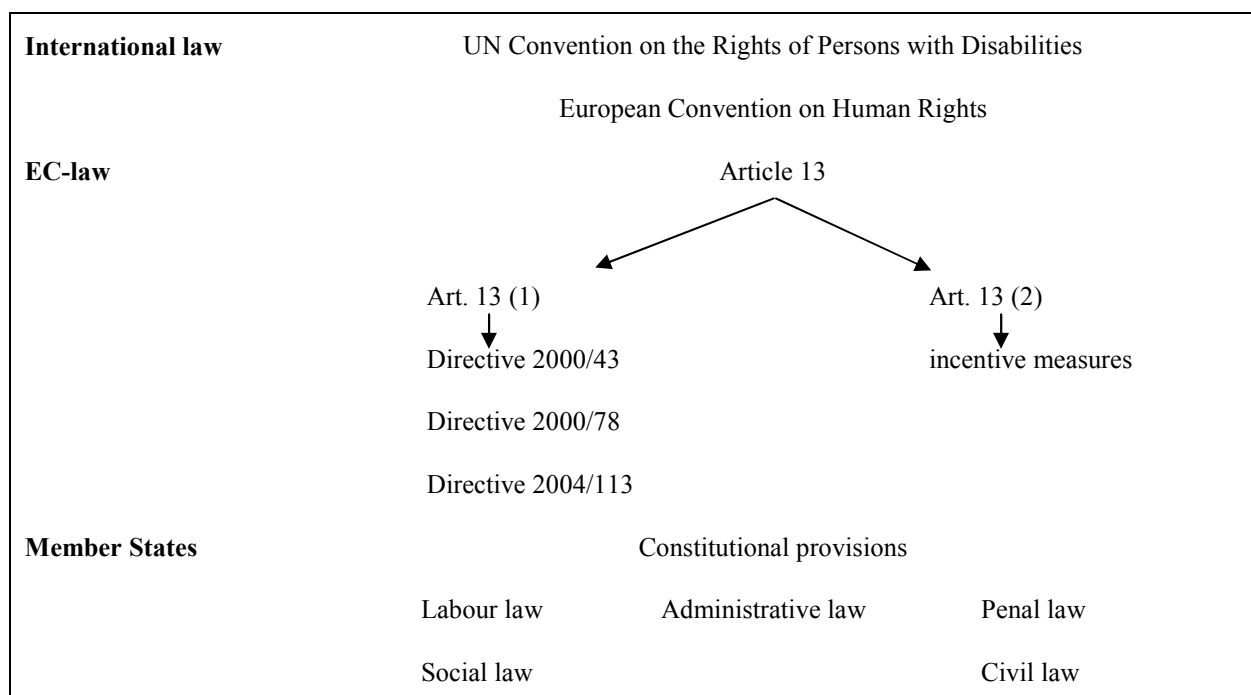 International law UN Convention on the Rights of Persons with Disabilities
European Convention on Human Rights
EC-law Article 13
Art. 13 (1) Art. 13 (2)
Directive 2000/43 incentive measures
Directive 2000/78
Directive 2004/113
Member States Constitutional provisions
Labour law Administrative law Penal law
Social law Civil law